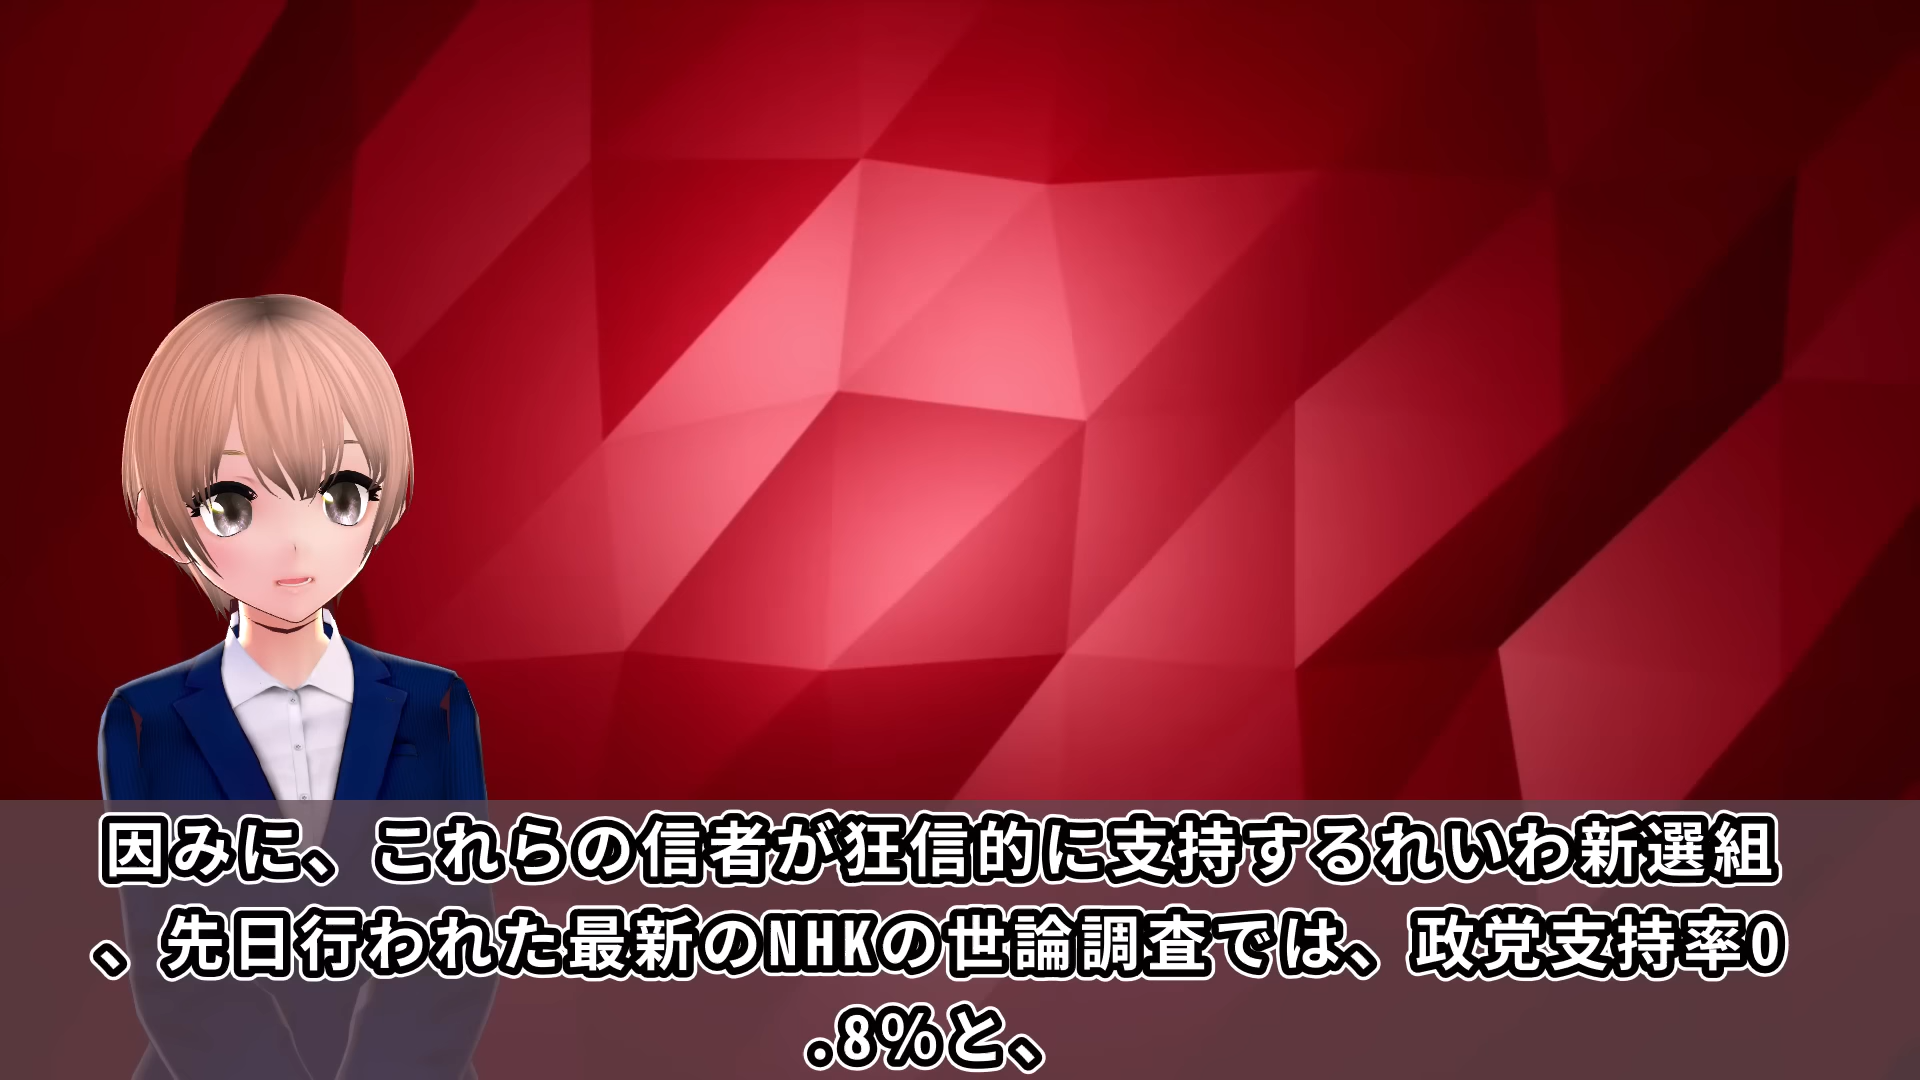 因みに、これらの信者が狂信的に支持するれいわ新選組
、先日行われた最新のNHKの世論調査では、政党支持率0
.8%と、